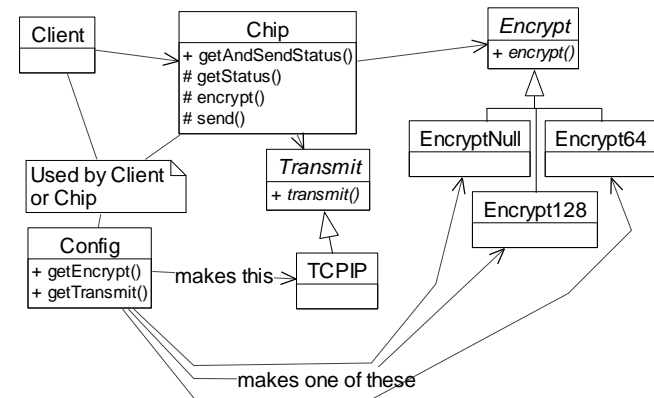 Client
Chip
+ getAndSendStatus()
# getStatus()
# encrypt()
# send()
Encrypt
+ encrypt()
EncryptNull
Encrypt64
Encrypt128
Transmit
+ transmit()
Used by Client
or Chip
Config
+ getEncrypt()
+ getTransmit()
makes this
TCPIP
makes one of these